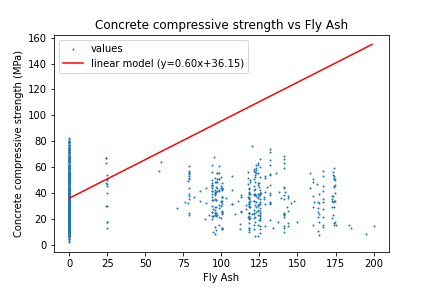 Concrete compressive strength vs Fly Ash
values
linear model (y=0.60x+36.15)
Concrete compressive strength (MPa)
160
140
120
100
80
60
40
20
0
0 25 50 75 100 125 150 175 200
Fly Ash